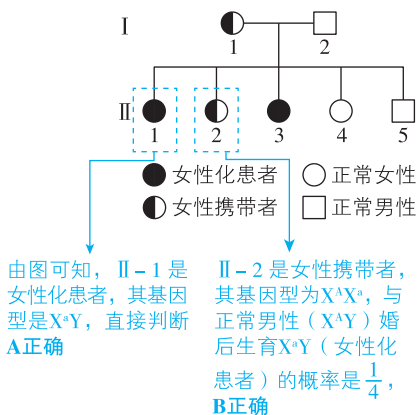 Ⅰ
1 2
Ⅱ
1 2 3 4 5
女性化患者 正常女性
女性携带者 正常男性
由图可知，Ⅱ-1是
女性化患者，其基因
型是XᵃY，直接判断
A正确
Ⅱ-2是女性携带者，
其基因型为XᴬXᵃ，与
正常男性（XᴬY）婚
后生育XᵃY（女性化
患者）的概率是1/4，
B正确